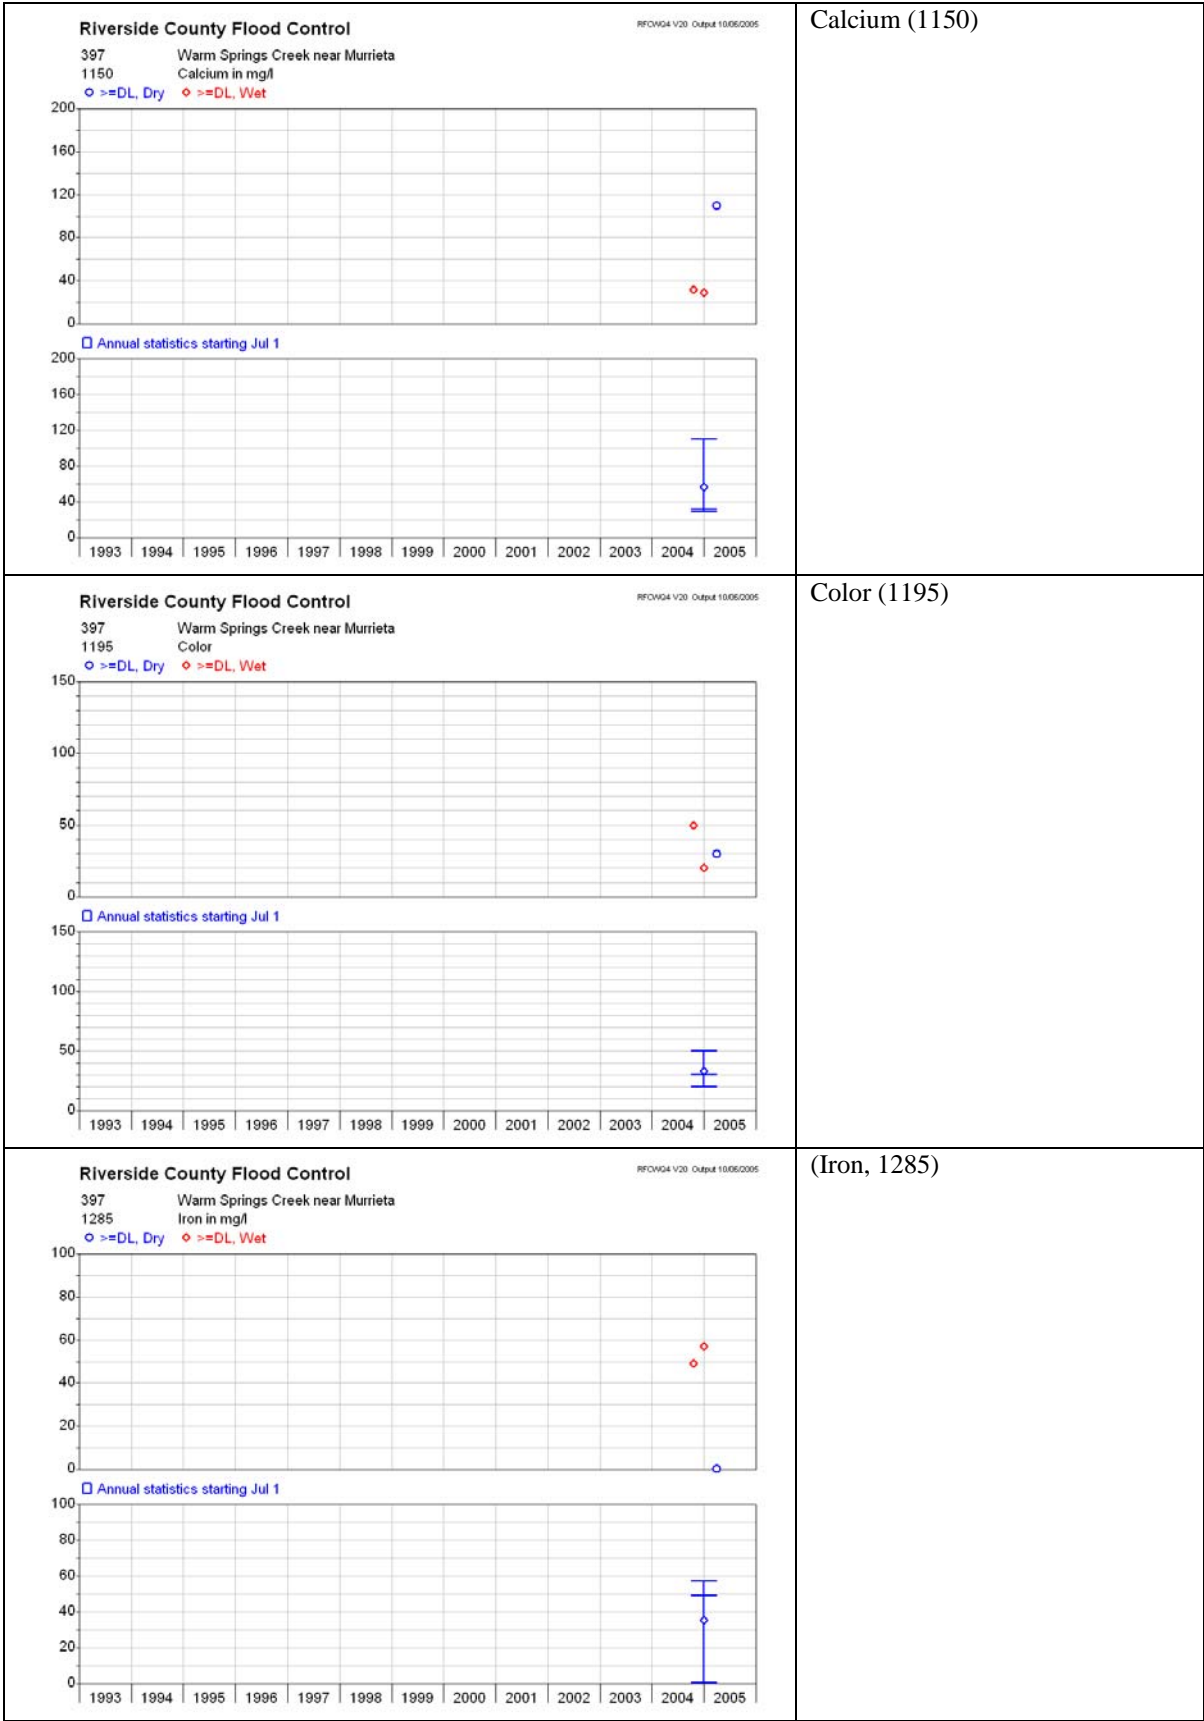 Riverside County Flood Control RFCWQ4 V20 Output 10/06/2005
397 Warm Springs Creek near Murrieta
1150 Calcium in mg/l
>=DL, Dry >=DL, Wet
200
160
120
80
40
0
Annual statistics starting Jul 1
200
160
120
80
40
0
1993 1994 1995 1996 1997 1998 1999 2000 2001 2002 2003 2004 2005
Calcium (1150)
Riverside County Flood Control RFCWQ4 V20 Output 10/06/2005
397 Warm Springs Creek near Murrieta
1195 Color
>=DL, Dry >=DL, Wet
150
100
50
0
Annual statistics starting Jul 1
150
100
50
0
1993 1994 1995 1996 1997 1998 1999 2000 2001 2002 2003 2004 2005
Color (1195)
Riverside County Flood Control RFCWQ4 V20 Output 10/06/2005
397 Warm Springs Creek near Murrieta
1285 Iron in mg/l
>=DL, Dry >=DL, Wet
100
80
60
40
20
0
Annual statistics starting Jul 1
100
80
60
40
20
0
1993 1994 1995 1996 1997 1998 1999 2000 2001 2002 2003 2004 2005
(Iron, 1285)